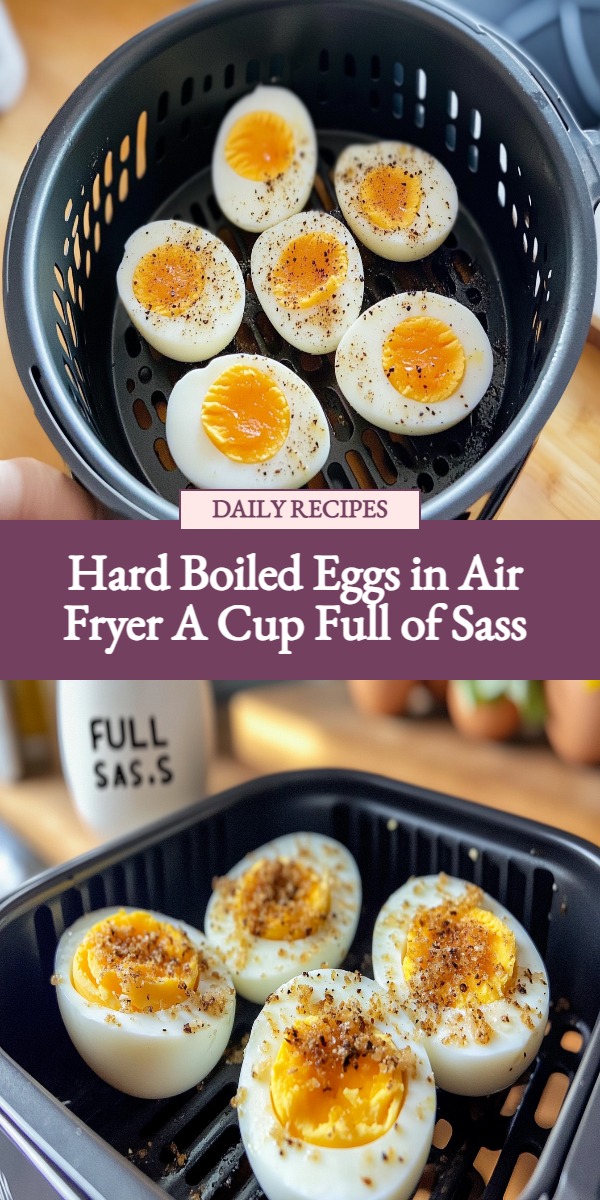 DAILY RECIPES
Hard Boiled Eggs in Air
Fryer A Cup Full of Sass
FULL
SAS.S